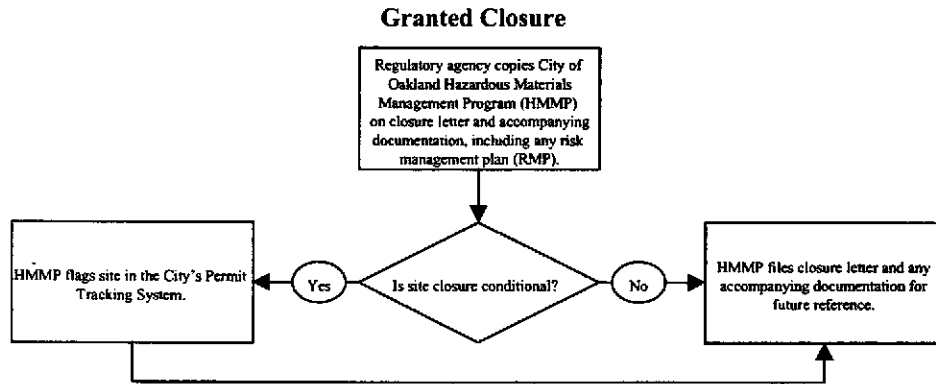 Granted Closure
Regulatory agency copies City of
Oakland Hazardous Materials
Management Program (HMMP)
on closure letter and accompanying
documentation, including any risk
management plan (RMP).
HMMP flags site in the City's Permit
Tracking System.
Yes
Is site closure conditional?
No
HMMP files closure letter and any
accompanying documentation for
future reference.